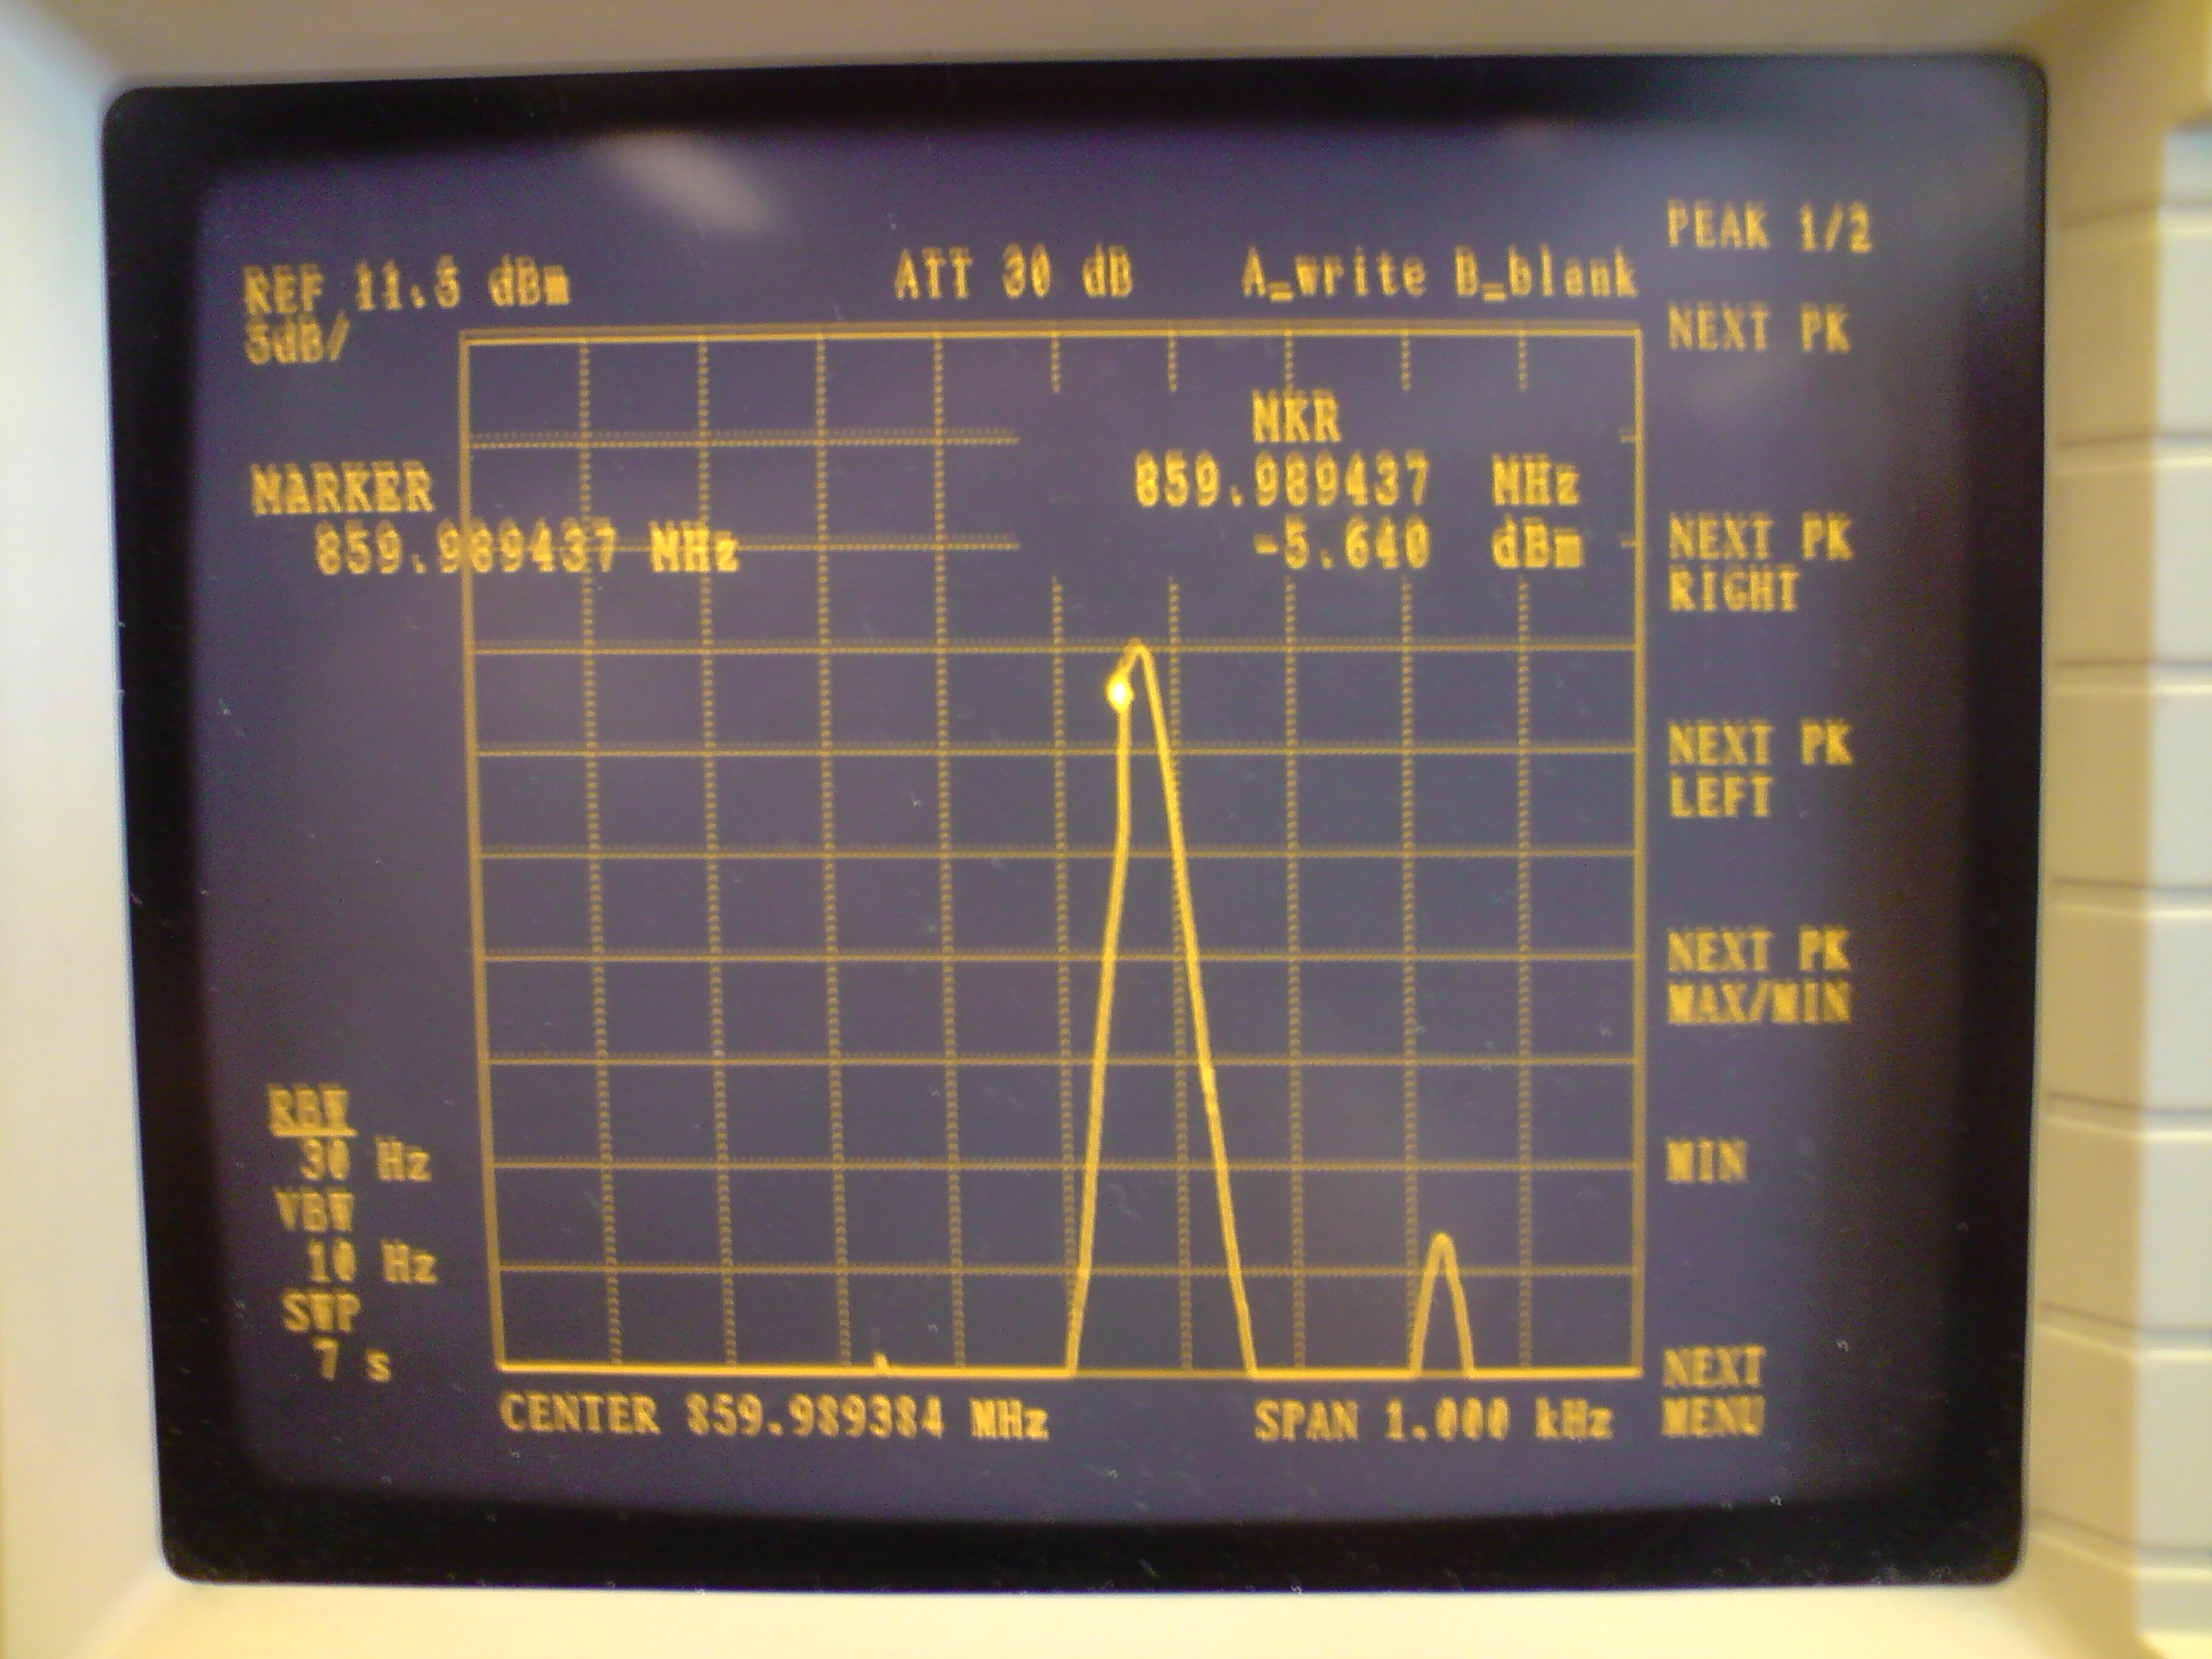 REF 11.5 dBm ATT 30 dB A_write B_blank
5dB/
MKR
859.989437 MHz
-5.640 dBm
MARKER
859.989437 MHz
RBW
30 Hz
VBW
10 Hz
SWP
7 s
CENTER 859.989384 MHz SPAN 1.000 kHz
PEAK 1/2
NEXT PK
NEXT PK
RIGHT
NEXT PK
LEFT
NEXT PK
MAX/MIN
MIN
NEXT
MENU